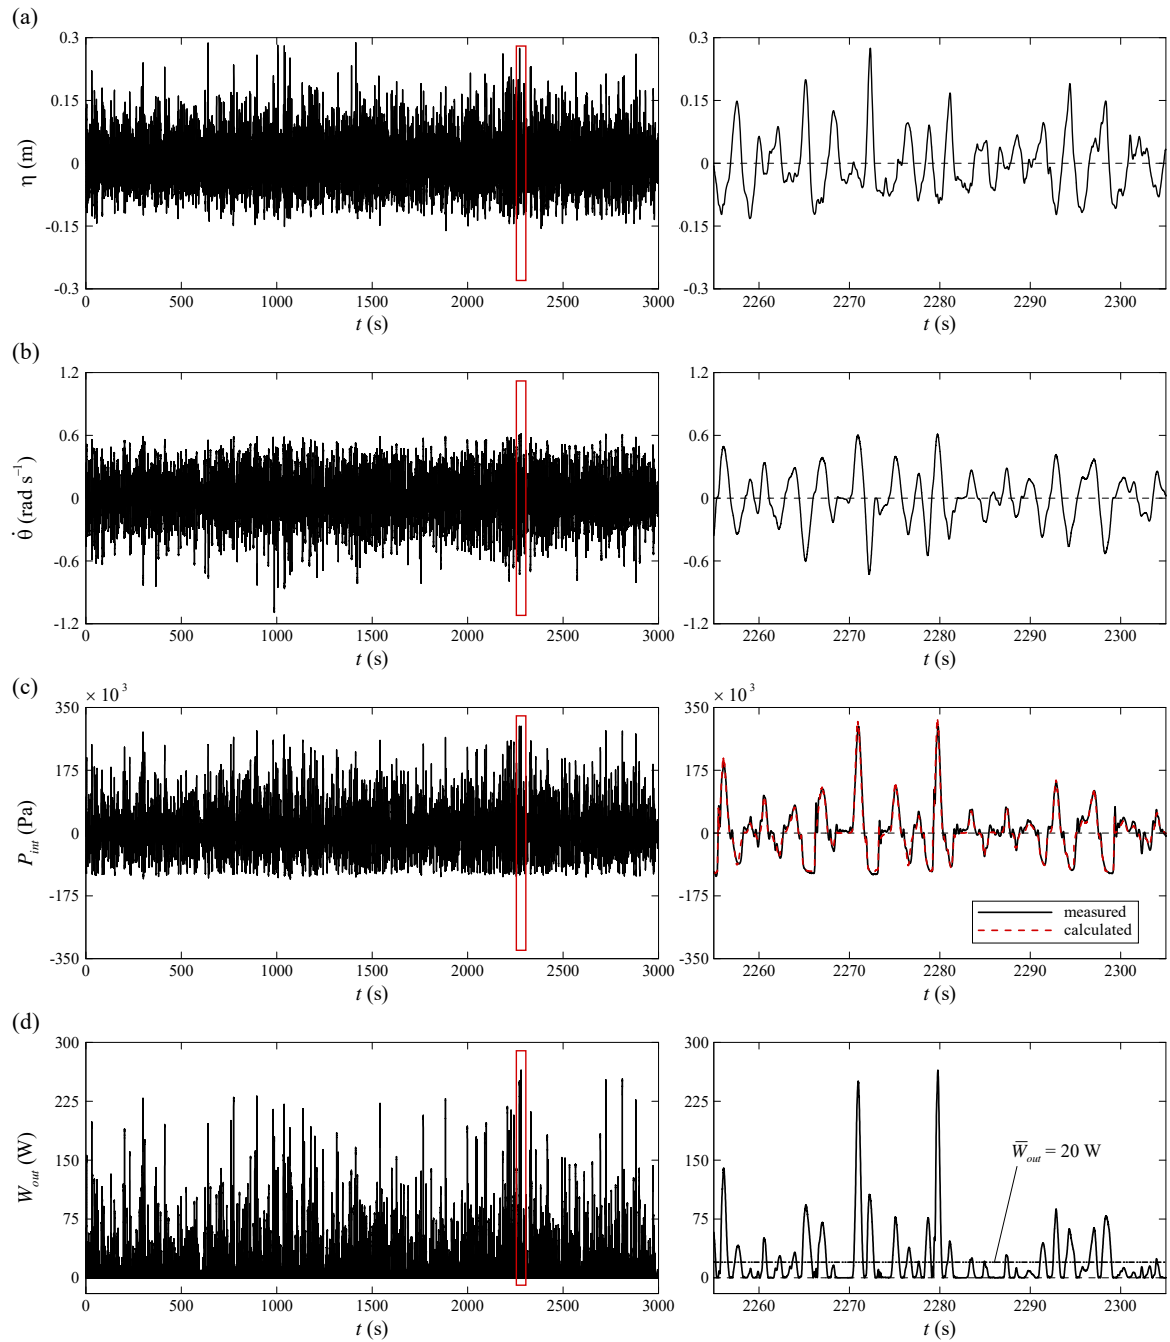 (a)
0.3
0.15
0
-0.15
-0.3
η (m)
0 500 1000 1500 2000 2500 3000
t (s)
0.3
0.15
0
0.15
-0.3
2260 2270 2280 2290 2300
t (s)
(b)
1.2
0.6
0
-0.6
-1.2
θ̇ (rad s⁻¹)
0 500 1000 1500 2000 2500 3000
t (s)
1.2
0.6
0
-0.6
-1.2
2260 2270 2280 2290 2300
t (s)
(c)
× 10³
350
175
0
-175
-350
P_int (Pa)
0 500 1000 1500 2000 2500 3000
t (s)
× 10³
350
175
0
-175
-350
measured
calculated
2260 2270 2280 2290 2300
t (s)
(d)
300
225
150
75
0
W_out (W)
0 500 1000 1500 2000 2500 3000
t (s)
300
225
150
75
0
W̅_out = 20 W
2260 2270 2280 2290 2300
t (s)